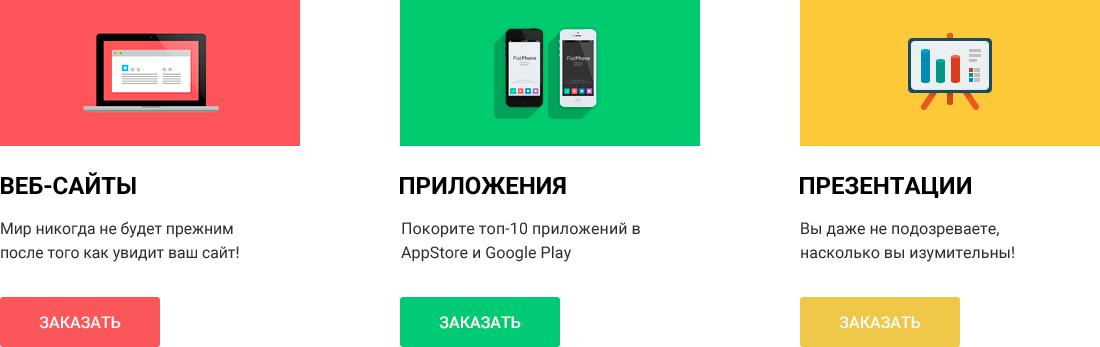 FlatPhone
FlatPhone
ВЕБ-САЙТЫ
Мир никогда не будет прежним
после того как увидит ваш сайт!
ЗАКАЗАТЬ
ПРИЛОЖЕНИЯ
Покорите топ-10 приложений в
AppStore и Google Play
ЗАКАЗАТЬ
ПРЕЗЕНТАЦИИ
Вы даже не подозреваете,
насколько вы изумительны!
ЗАКАЗАТЬ